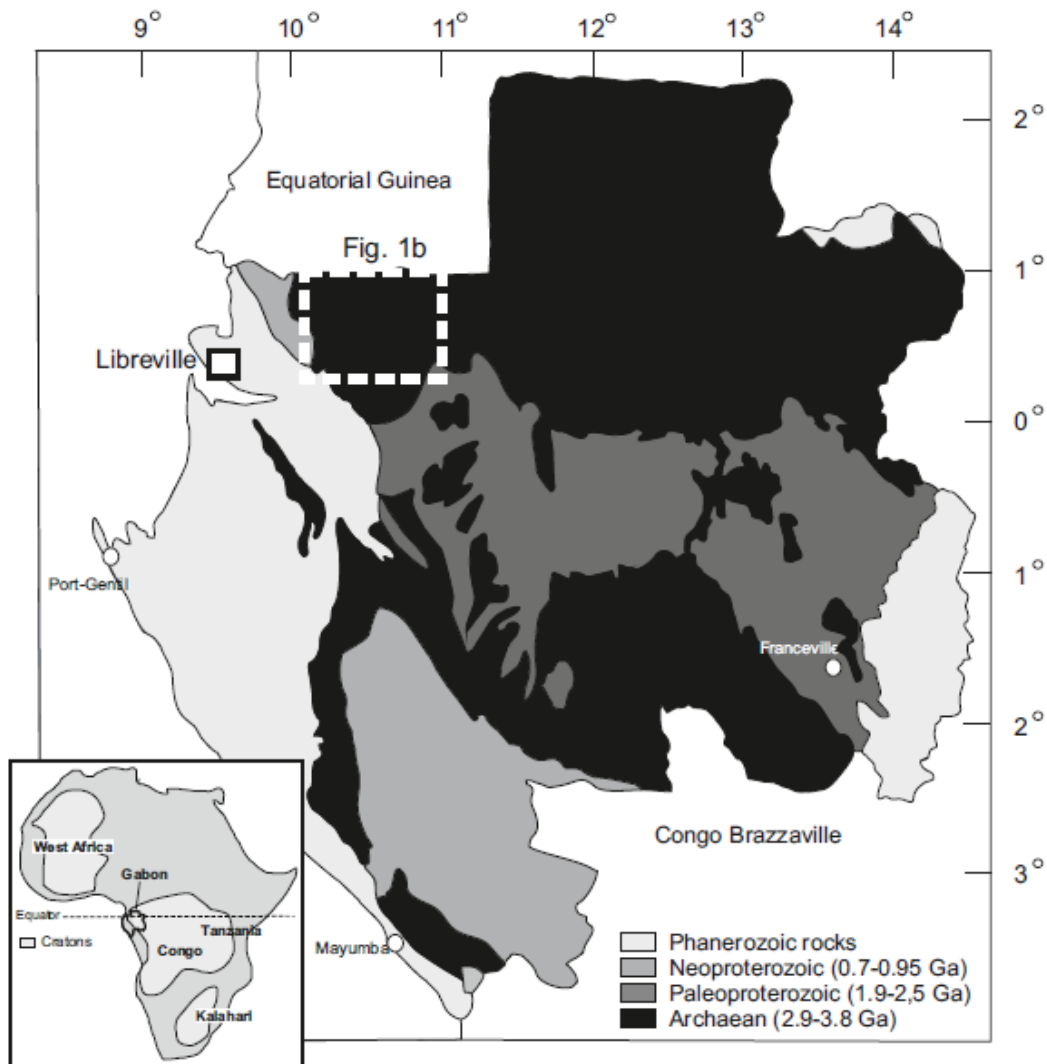 9° 10° 11° 12° 13° 14°
2°
Equatorial Guinea
Fig. 1b
1°
Libreville
0°
1°
Port-Gentil
Franceville
2°
Congo Brazzaville
West Africa
Gabon
3°
Equator
Tanzania
Cratons
Congo
Mayumba
Kalahari
Phanerozoic rocks
Neoproterozoic (0.7-0.95 Ga)
Paleoproterozoic (1.9-2,5 Ga)
Archaean (2.9-3.8 Ga)